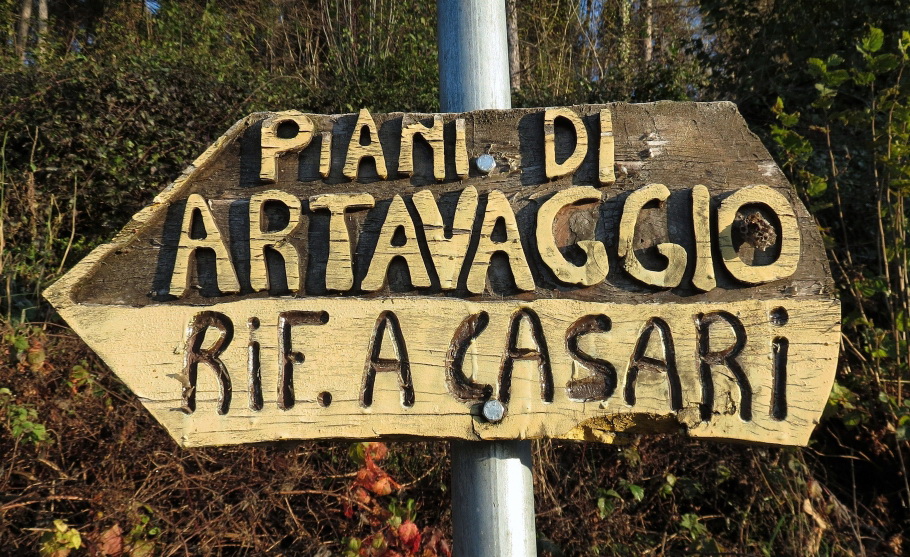 PiANI DI
ARTAVAGGIO
RiF. A CASARi